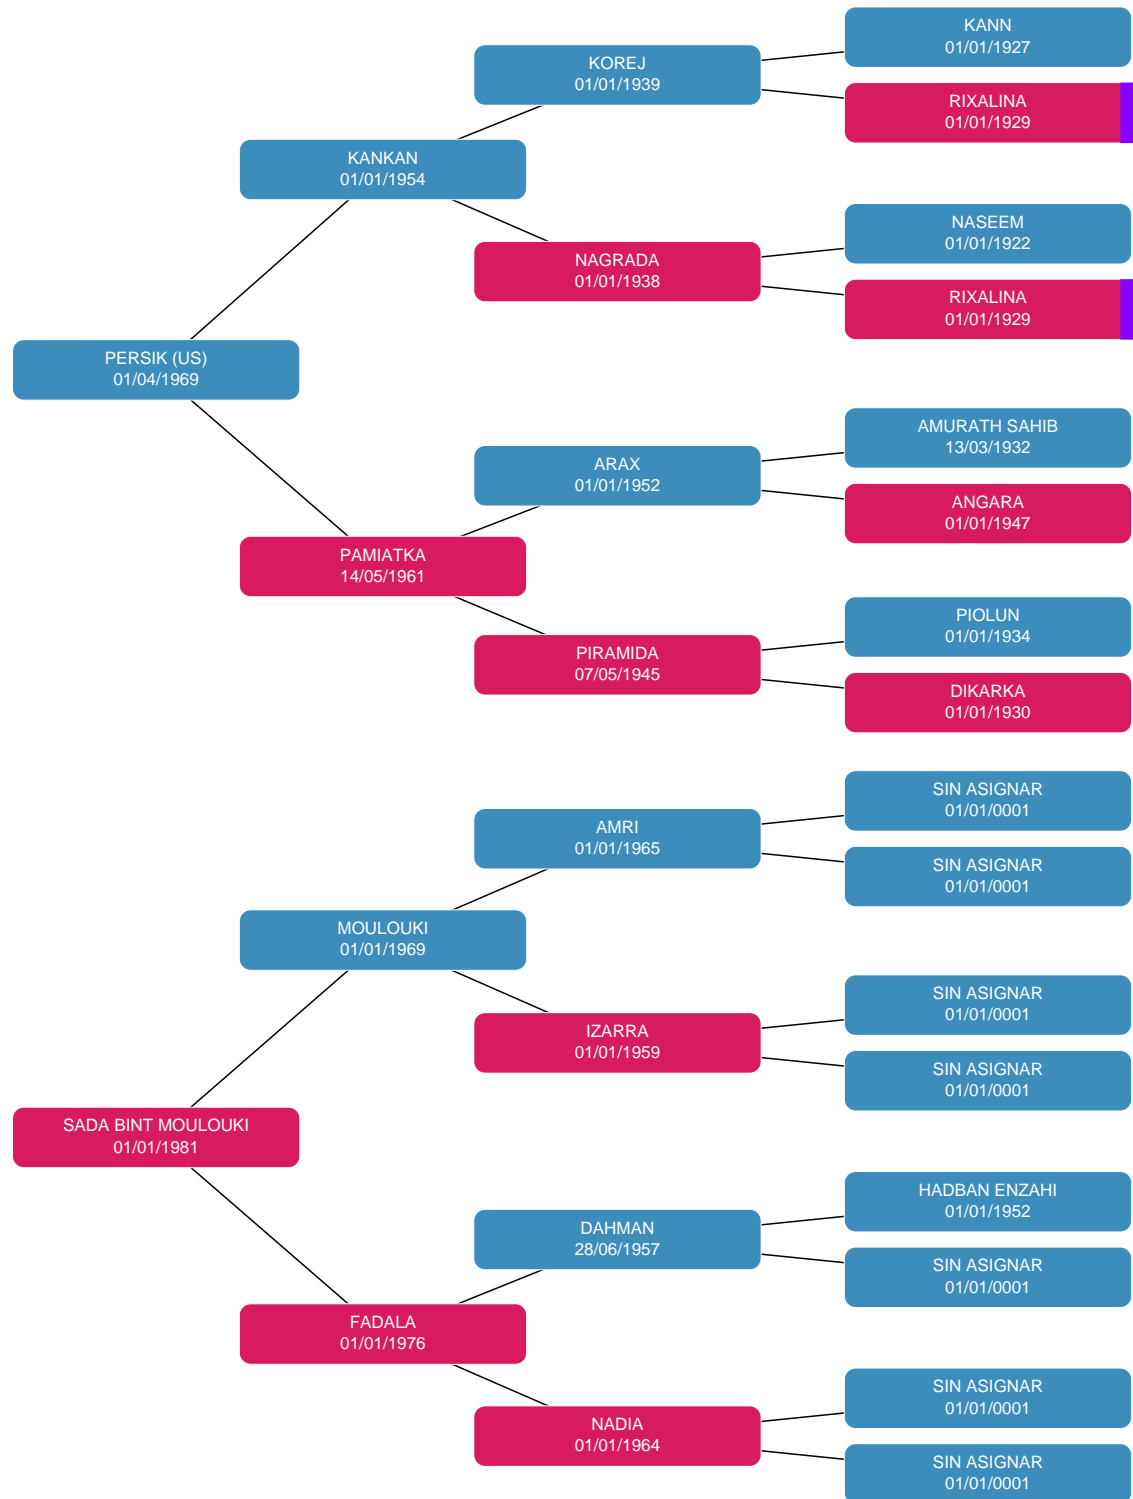 KANN
01/01/1927
KOREJ
01/01/1939
RIXALINA
01/01/1929
KANKAN
01/01/1954
NASEEM
01/01/1922
NAGRADA
01/01/1938
RIXALINA
01/01/1929
PERSIK (US)
01/04/1969
AMURATH SAHIB
13/03/1932
ARAX
01/01/1952
ANGARA
01/01/1947
PAMIATKA
14/05/1961
PIOLUN
01/01/1934
PIRAMIDA
07/05/1945
DIKARKA
01/01/1930
SIN ASIGNAR
01/01/0001
AMRI
01/01/1965
SIN ASIGNAR
01/01/0001
MOULOUKI
01/01/1969
SIN ASIGNAR
01/01/0001
IZARRA
01/01/1959
SIN ASIGNAR
01/01/0001
SADA BINT MOULOUKI
01/01/1981
HADBAN ENZAHI
01/01/1952
DAHMAN
28/06/1957
SIN ASIGNAR
01/01/0001
FADALA
01/01/1976
SIN ASIGNAR
01/01/0001
NADIA
01/01/1964
SIN ASIGNAR
01/01/0001